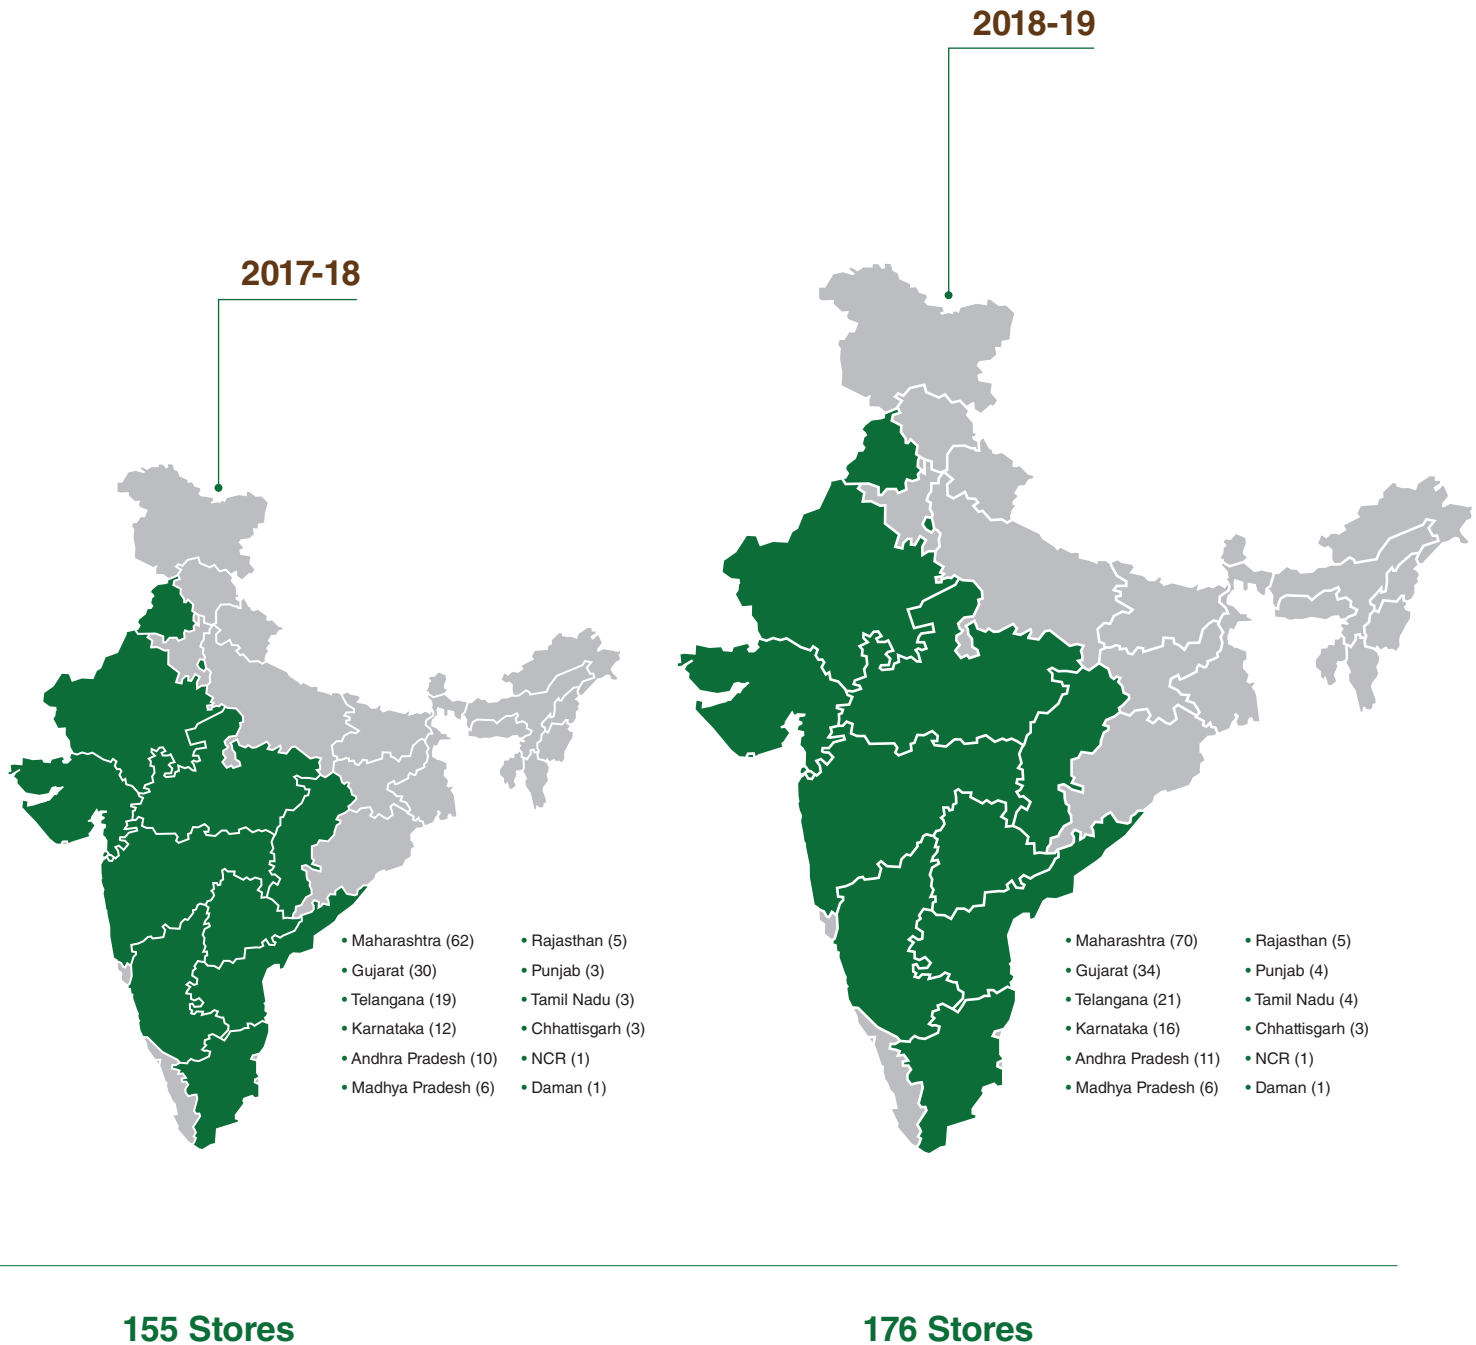 2018-19
2017-18
• Maharashtra (62)
• Gujarat (30)
• Telangana (19)
• Karnataka (12)
• Andhra Pradesh (10)
• Madhya Pradesh (6)
• Rajasthan (5)
• Punjab (3)
• Tamil Nadu (3)
• Chhattisgarh (3)
• NCR (1)
• Daman (1)
• Maharashtra (70)
• Gujarat (34)
• Telangana (21)
• Karnataka (16)
• Andhra Pradesh (11)
• Madhya Pradesh (6)
• Rajasthan (5)
• Punjab (4)
• Tamil Nadu (4)
• Chhattisgarh (3)
• NCR (1)
• Daman (1)
155 Stores
176 Stores